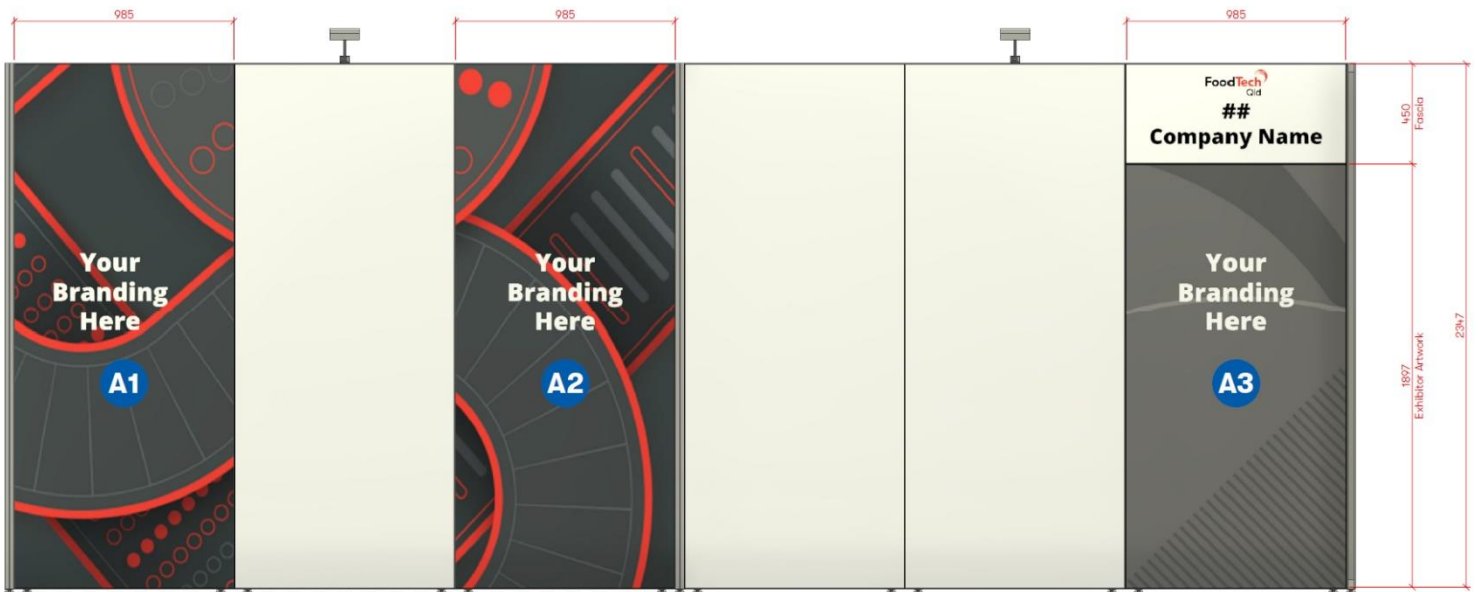 985
985
985
FoodTech
Qld
##
Company Name
450
Fascia
Your
Branding
Here
A1
Your
Branding
Here
A2
Your
Branding
Here
A3
1897
Exhibitor Artwork
2347